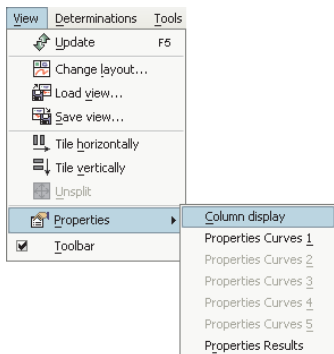 View Determinations Tools
Update F5
Change layout...
Load view...
Save view...
Tile horizontally
Tile vertically
Unsplit
Properties
Toolbar
Column display
Properties Curves 1
Properties Curves 2
Properties Curves 3
Properties Curves 4
Properties Curves 5
Properties Results